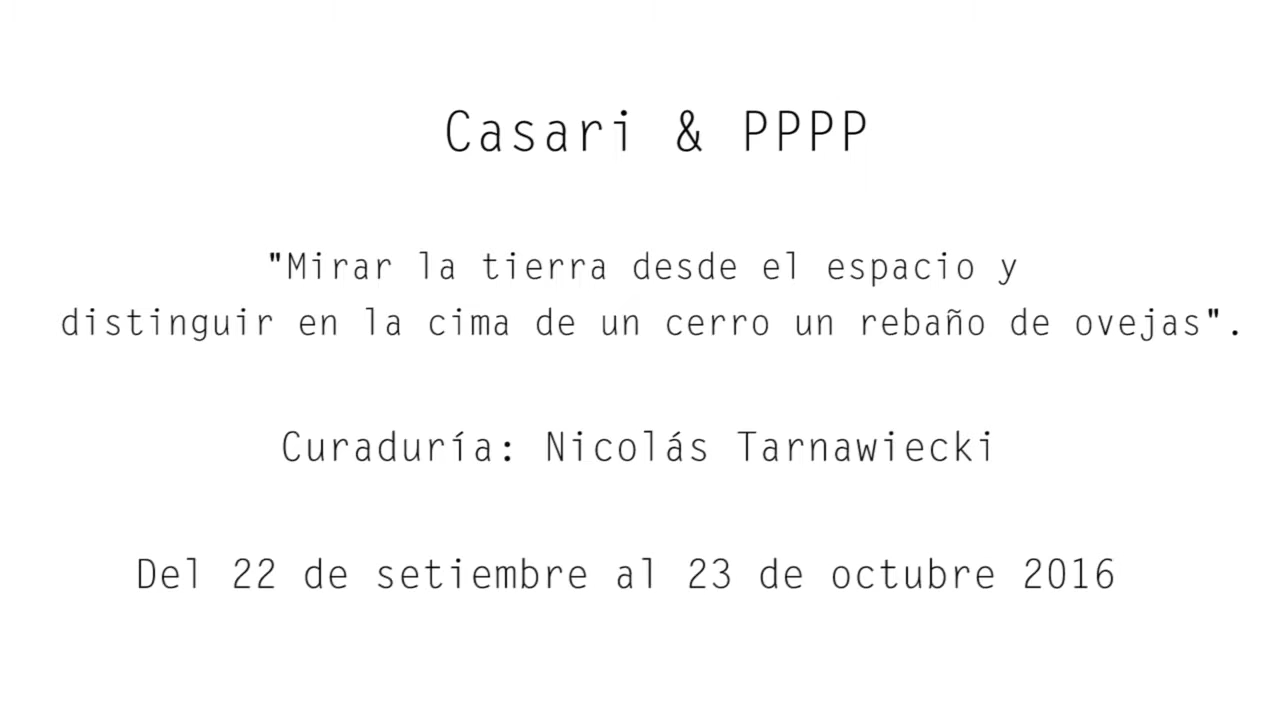 Casari & PPPP
"Mirar la tierra desde el espacio y
distinguir en la cima de un cerro un rebaño de ovejas".
Curaduría: Nicolás Tarnawiecki
Del 22 de setiembre al 23 de octubre 2016